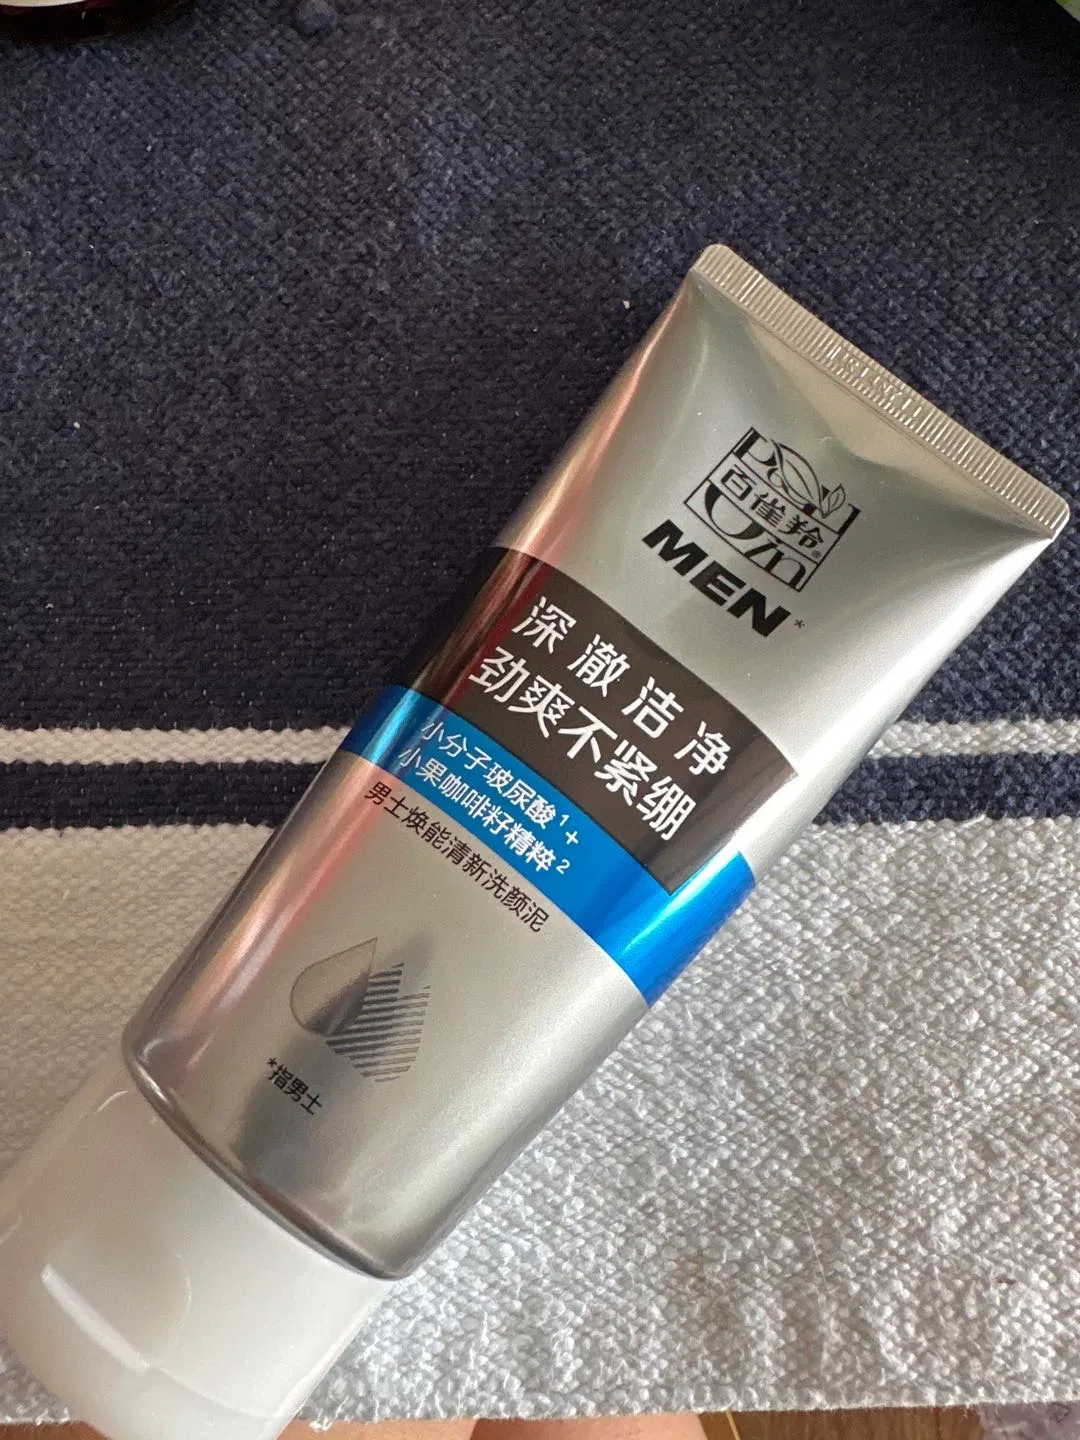 百雀羚®
MEN*
深澈洁净
劲爽不紧绷
小分子玻尿酸1+
小果咖啡籽精粹2
男士焕能清新洗颜泥
*指男士